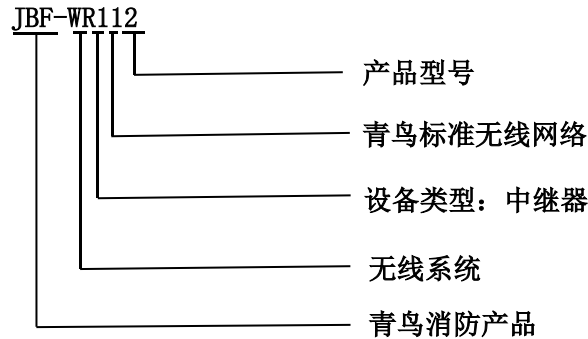 JBF-WR112
产品型号
青鸟标准无线网络
设备类型：中继器
无线系统
青鸟消防产品